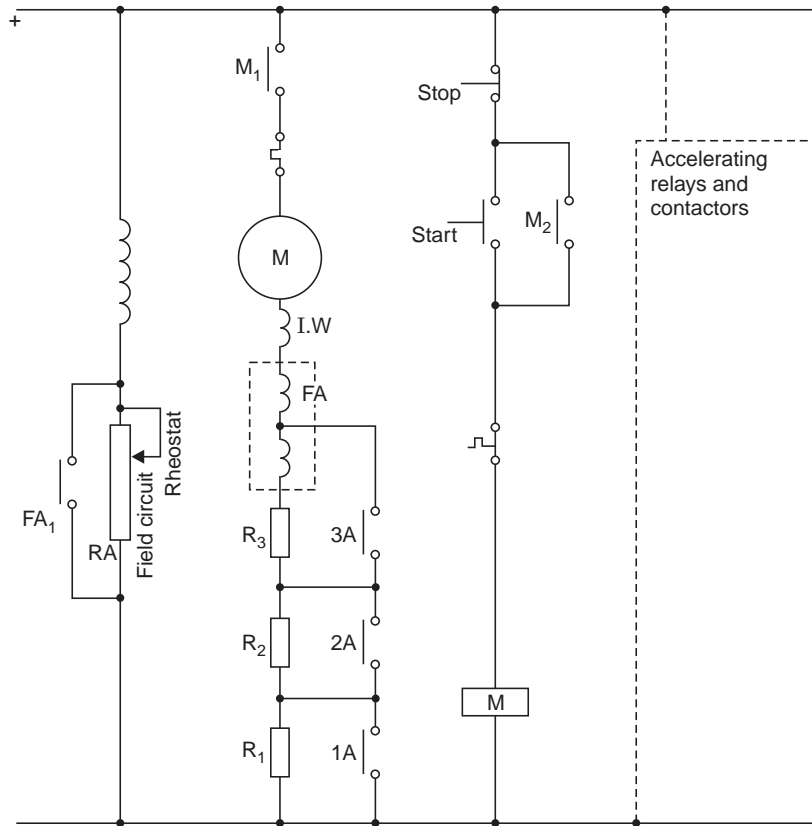 +
M₁
Stop
Accelerating
relays and
contactors
Start
M₂
M
I.W
FA
Rheostat
Field circuit
FA₁
RA
R₃
3A
R₂
2A
M
R₁
1A